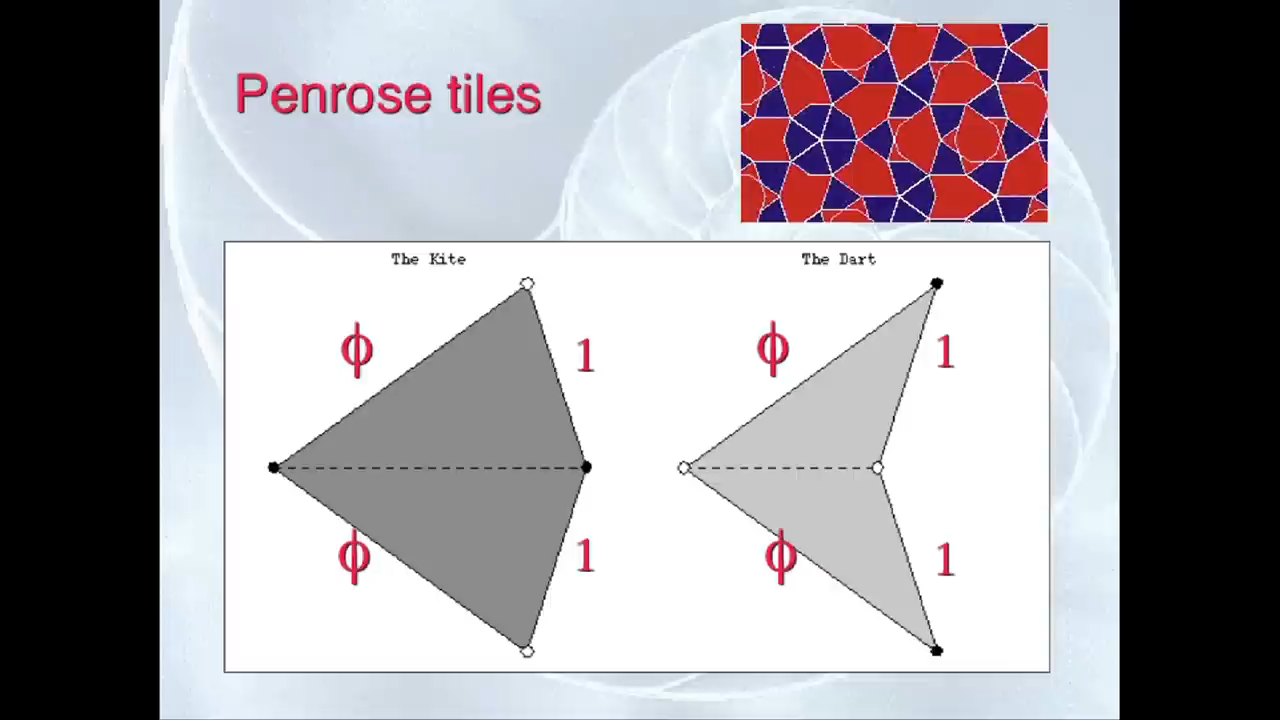 Penrose tiles
The Kite
The Dart
ϕ 1 ϕ 1
ϕ 1 ϕ 1